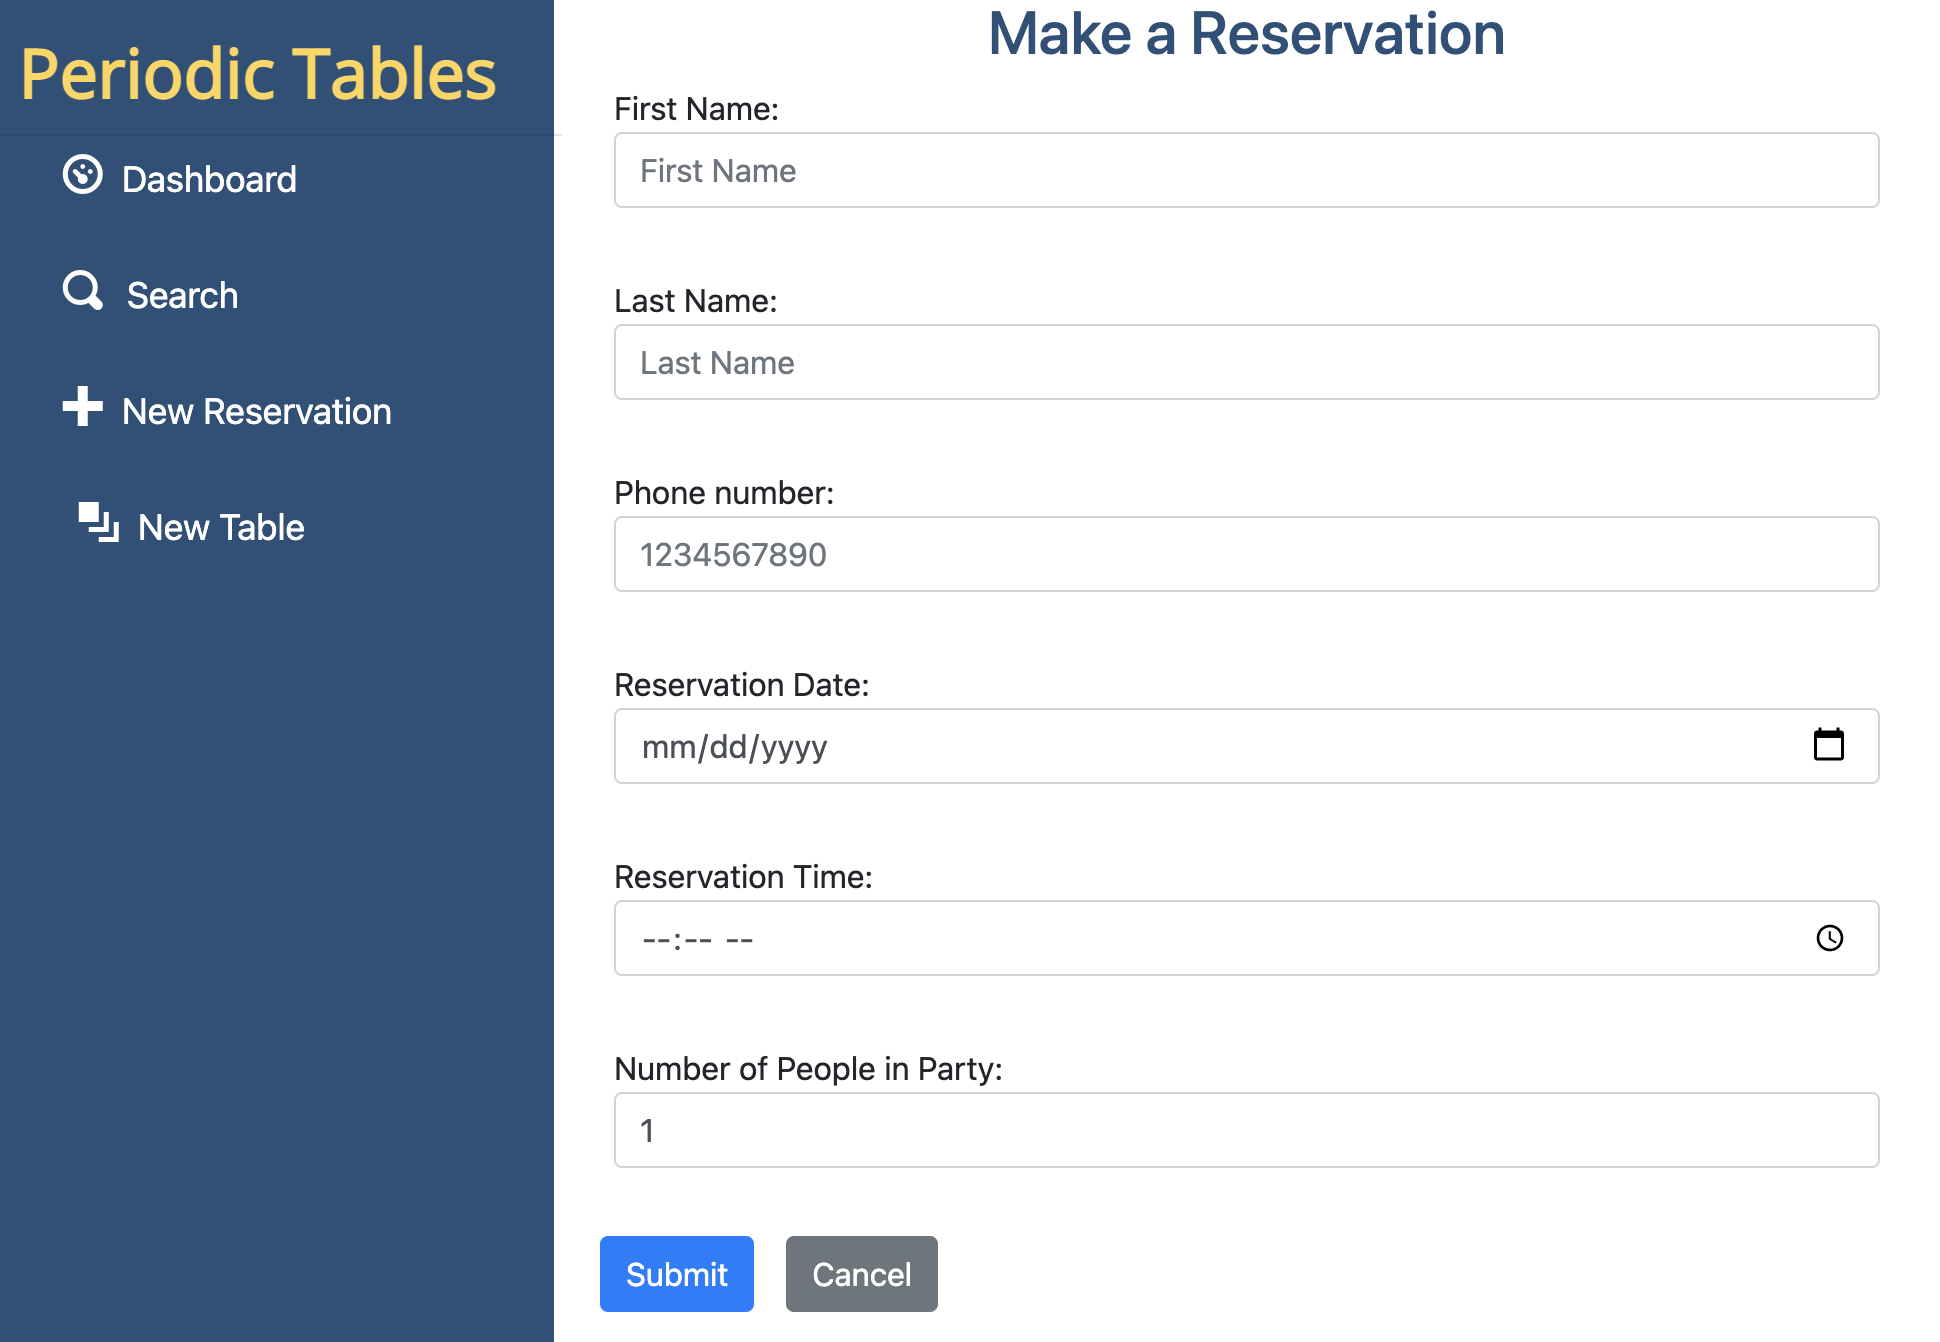 Periodic Tables
Dashboard
Search
New Reservation
New Table
Make a Reservation
First Name:
First Name
Last Name:
Last Name
Phone number:
1234567890
Reservation Date:
mm/dd/yyyy
Reservation Time:
--:-- --
Number of People in Party:
1
Submit
Cancel